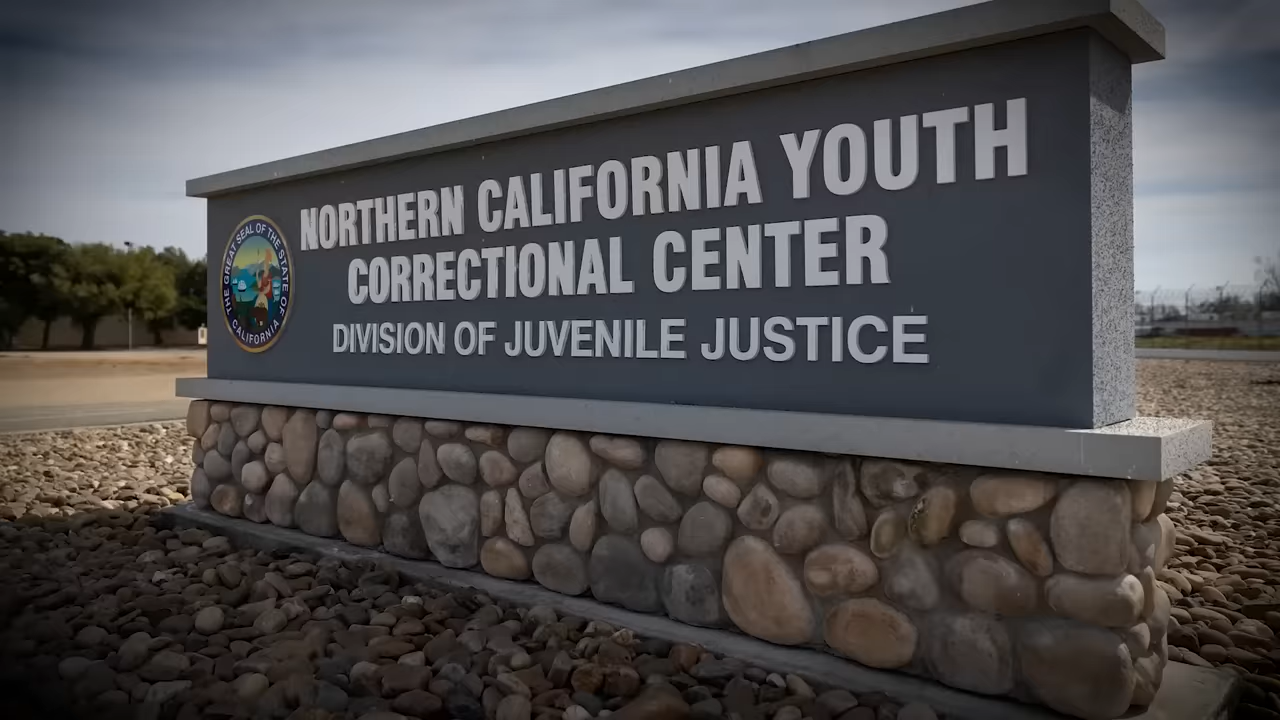 NORTHERN CALIFORNIA YOUTH
CORRECTIONAL CENTER
DIVISION OF JUVENILE JUSTICE
THE GREAT SEAL OF THE STATE OF CALIFORNIA